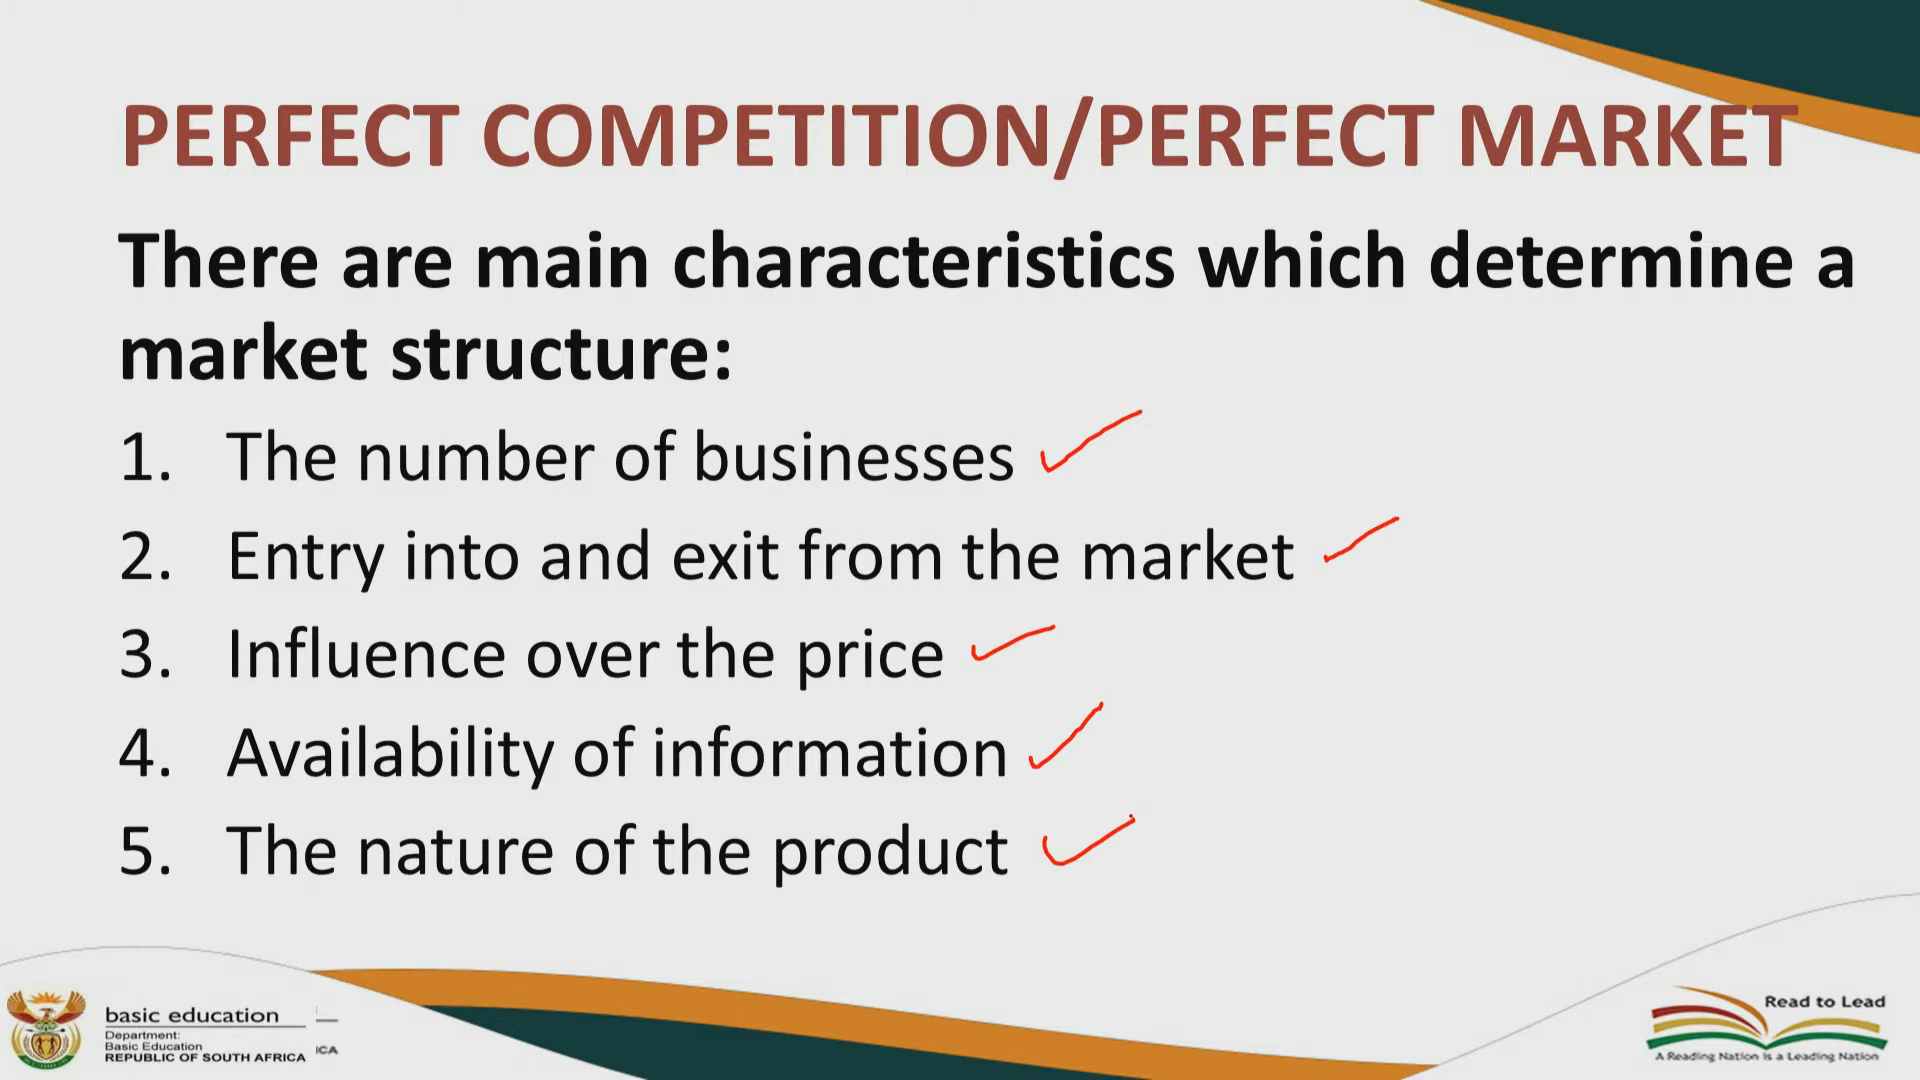 PERFECT COMPETITION/PERFECT MARKET
There are main characteristics which determine a
market structure:
1. The number of businesses
2. Entry into and exit from the market
3. Influence over the price
4. Availability of information
5. The nature of the product
basic education
Department:
Basic Education
REPUBLIC OF SOUTH AFRICA
ICA
Read to Lead
A Reading Nation is a Leading Nation